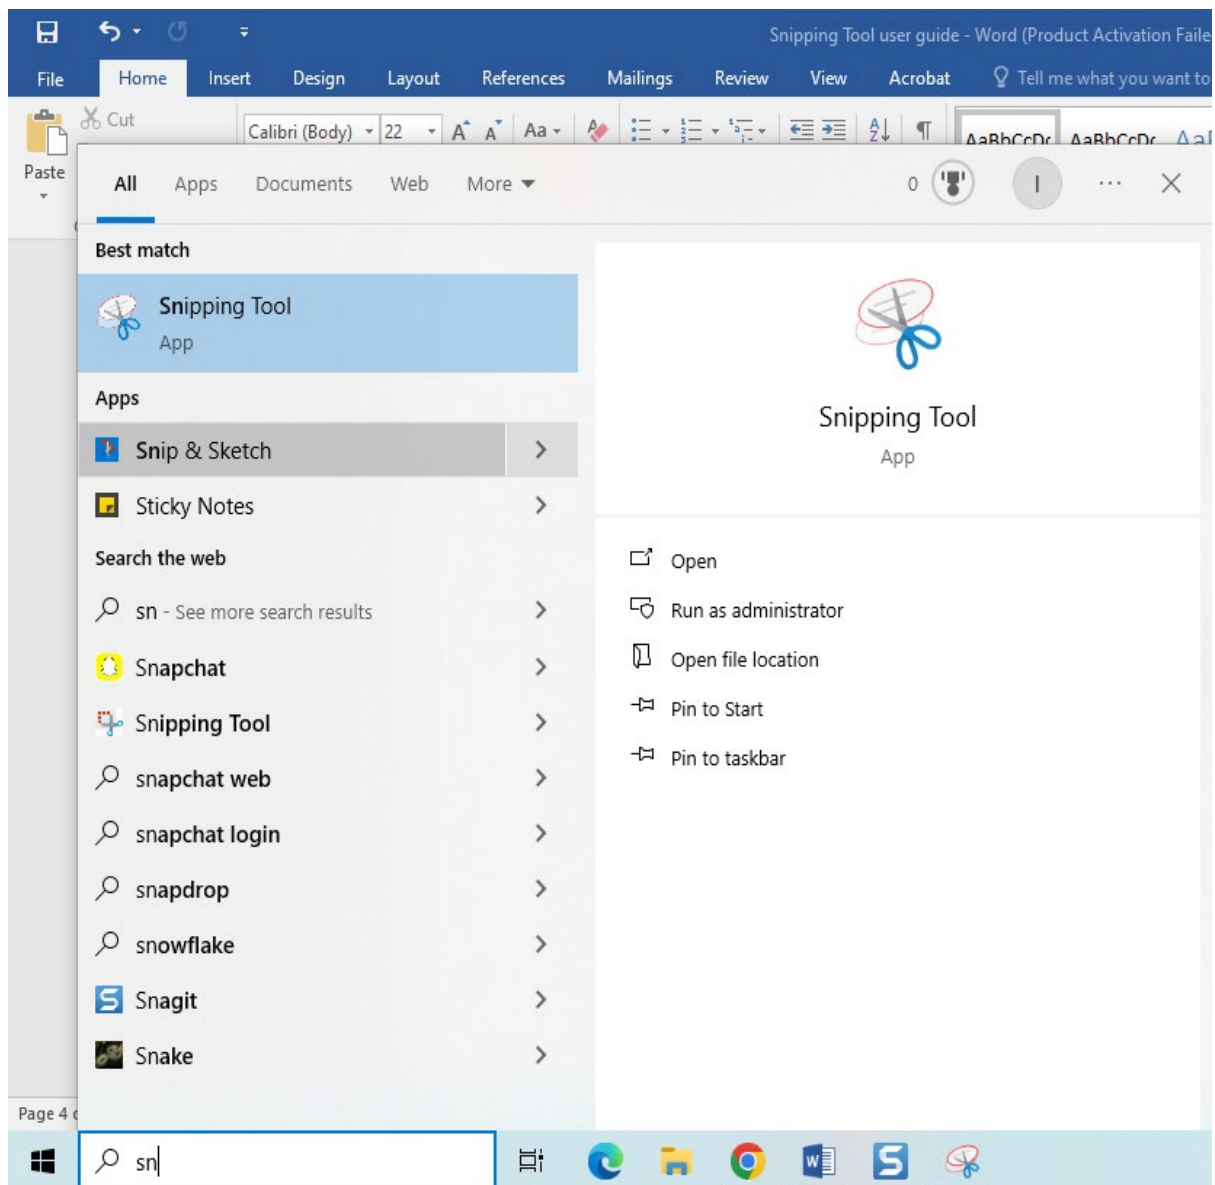 Snipping Tool user guide - Word (Product Activation Faile
File Home Insert Design Layout References Mailings Review View Acrobat Tell me what you want to
Cut
Calibri (Body) 22 Aa
Paste
All Apps Documents Web More 0 I
Best match
Snipping Tool
App
Apps
Snip & Sketch
Sticky Notes
Search the web
sn - See more search results
Snapchat
Snipping Tool
snapchat web
snapchat login
snapdrop
snowflake
Snagit
Snake
Snipping Tool
App
Open
Run as administrator
Open file location
Pin to Start
Pin to taskbar
Page 4
sn